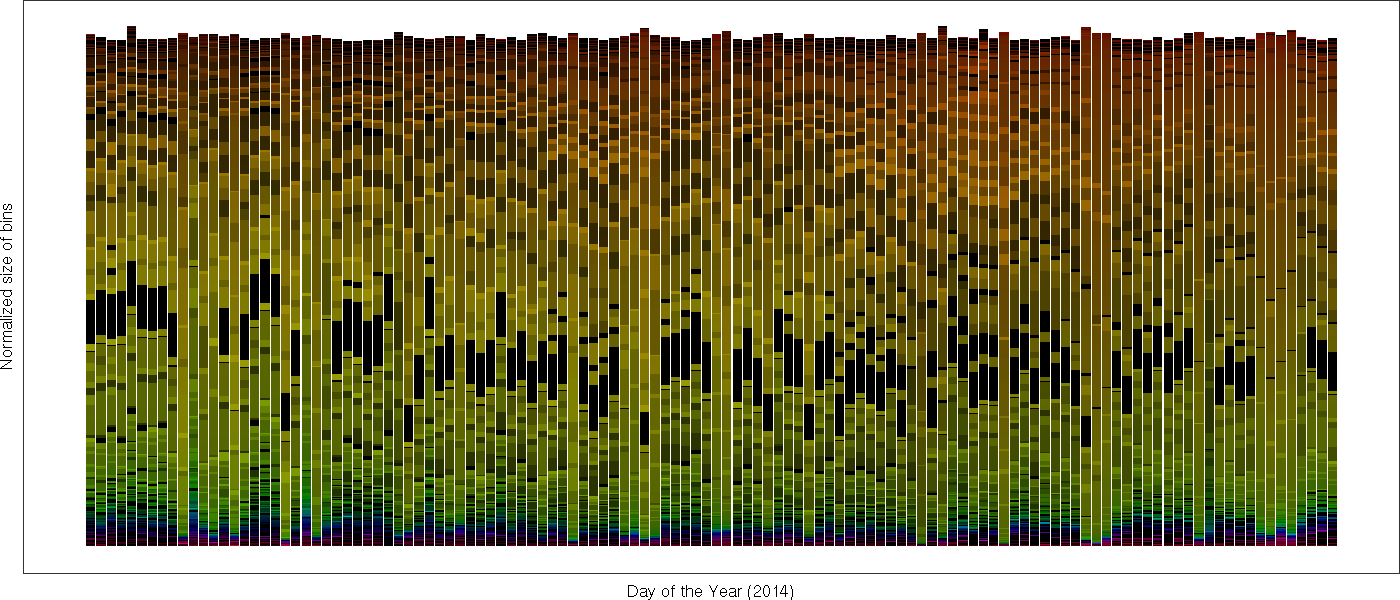 Normalized size of bins
Day of the Year (2014)